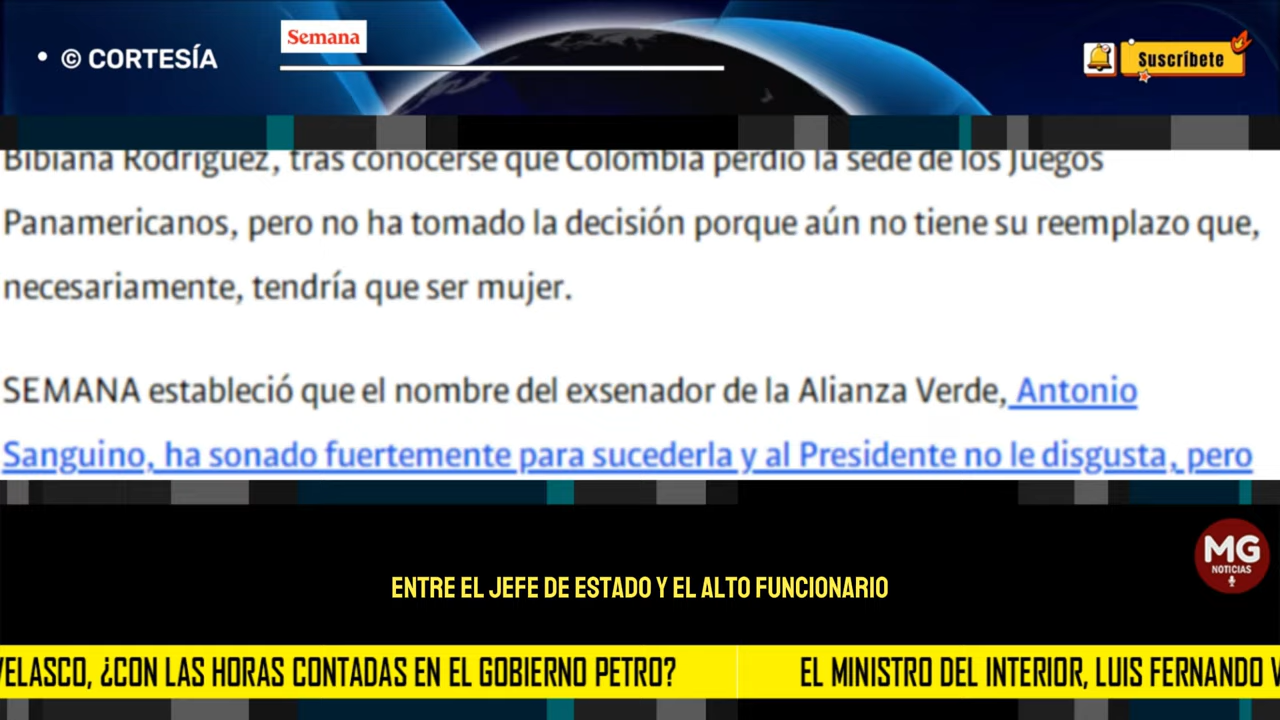 • © CORTESÍA
Semana
Suscríbete
Bibiana Rodríguez, tras conocerse que Colombia perdió la sede de los Juegos
Panamericanos, pero no ha tomado la decisión porque aún no tiene su reemplazo que,
necesariamente, tendría que ser mujer.
SEMANA estableció que el nombre del exsenador de la Alianza Verde, Antonio
Sanguino, ha sonado fuertemente para sucederla y al Presidente no le disgusta, pero
MG
NOTICIAS
ENTRE EL JEFE DE ESTADO Y EL ALTO FUNCIONARIO
VELASCO, ¿CON LAS HORAS CONTADAS EN EL GOBIERNO PETRO? EL MINISTRO DEL INTERIOR, LUIS FERNANDO V